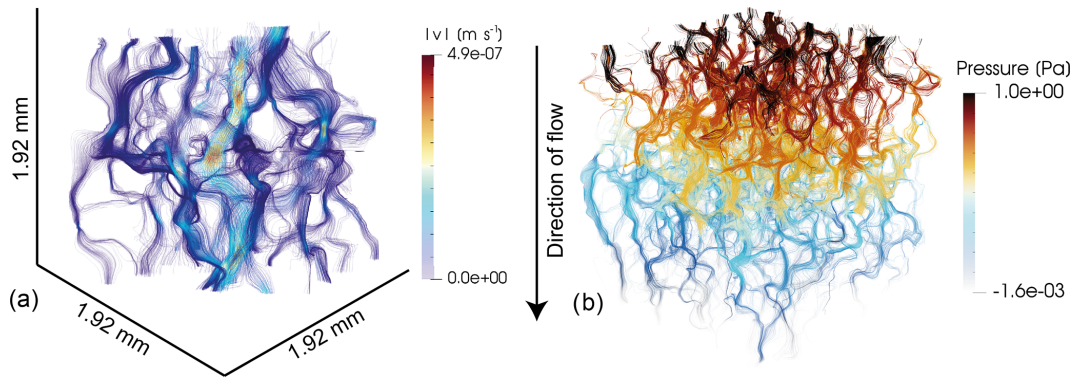 |v| (m s⁻¹)
4.9e-07
0.0e+00
1.92 mm
1.92 mm
1.92 mm
(a)
Direction of flow
Pressure (Pa)
1.0e+00
-1.6e-03
(b)